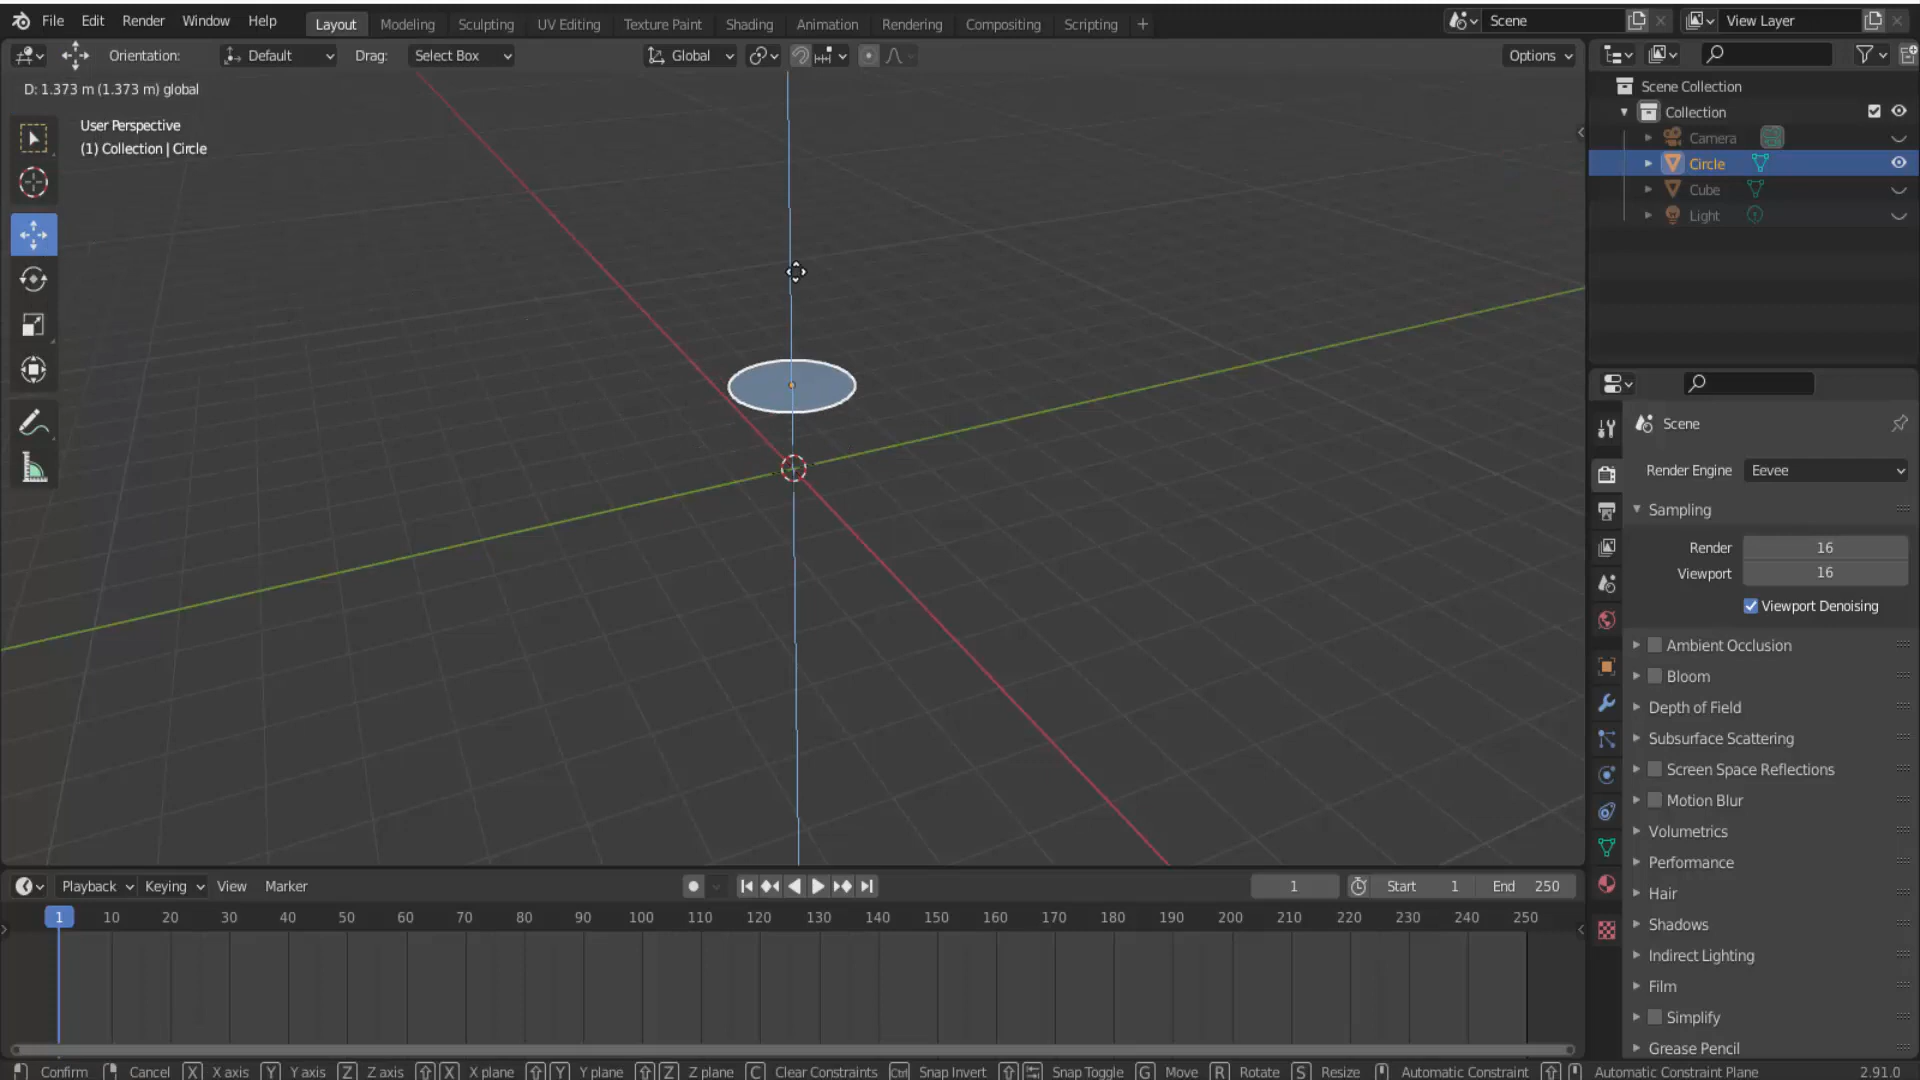 File Edit Render Window Help Layout Modeling Sculpting UV Editing Texture Paint Shading Animation Rendering Compositing Scripting + Scene View Layer
Orientation: Default Drag: Select Box Global Options
D: 1.373 m (1.373 m) global
User Perspective
(1) Collection | Circle
Scene Collection
Collection
Camera
Circle
Cube
Light
Scene
Render Engine Eevee
Sampling
Render 16
Viewport 16
Viewport Denoising
Ambient Occlusion
Bloom
Depth of Field
Subsurface Scattering
Screen Space Reflections
Motion Blur
Volumetrics
Performance
Hair
Shadows
Indirect Lighting
Film
Simplify
Grease Pencil
Playback Keying View Marker 1 Start 1 End 250
1 10 20 30 40 50 60 70 80 90 100 110 120 130 140 150 160 170 180 190 200 210 220 230 240 250
Confirm Cancel X X axis Y Y axis Z Z axis X X plane Y Y plane Z Z plane C Clear Constraints Ctrl Snap Invert Snap Toggle G Move R Rotate S Resize Automatic Constraint Automatic Constraint Plane 2.91.0